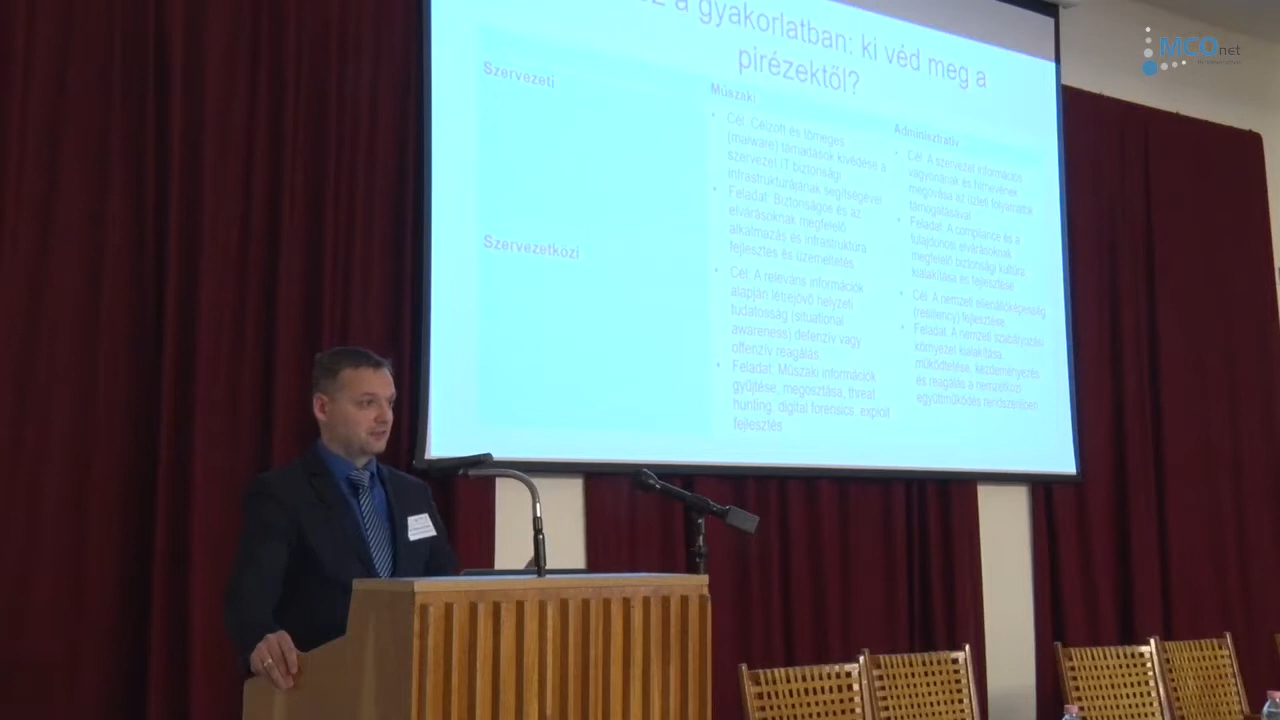 a gyakorlatban: ki véd meg a
pirézektől?
Szervezeti
Műszaki
Adminisztratív
• Cél: Célzott és tömeges
(malware) támadások kivédése a
szervezet IT biztonsági
infrastruktúrájának segítségével
• Feladat: Biztonságos és az
elvárásoknak megfelelő
alkalmazás és infrastruktúra
fejlesztés és üzemeltetés
• Cél: A szervezet információs
vagyonának és hírnevének
megóvása az üzleti folyamatok
támogatásával
• Feladat: A compliance és a
tulajdonosi elvárásoknak
megfelelő biztonsági kultúra
kialakítása és fejlesztése
Szervezetközi
• Cél: A releváns információk
alapján létrejövő helyzeti
tudatosság (situational
awareness) defenzív vagy
offenzív reagálás
• Feladat: Műszaki információk
gyűjtése, megosztása, threat
hunting, digital forensics, exploit
fejlesztés
• Cél: A nemzeti ellenállóképesség
(resiliency) fejlesztése
• Feladat: A nemzeti szabályozási
környezet kialakítása,
működtetése, kezdeményezés
és reagálás a nemzetközi
együttműködés rendszerében
net